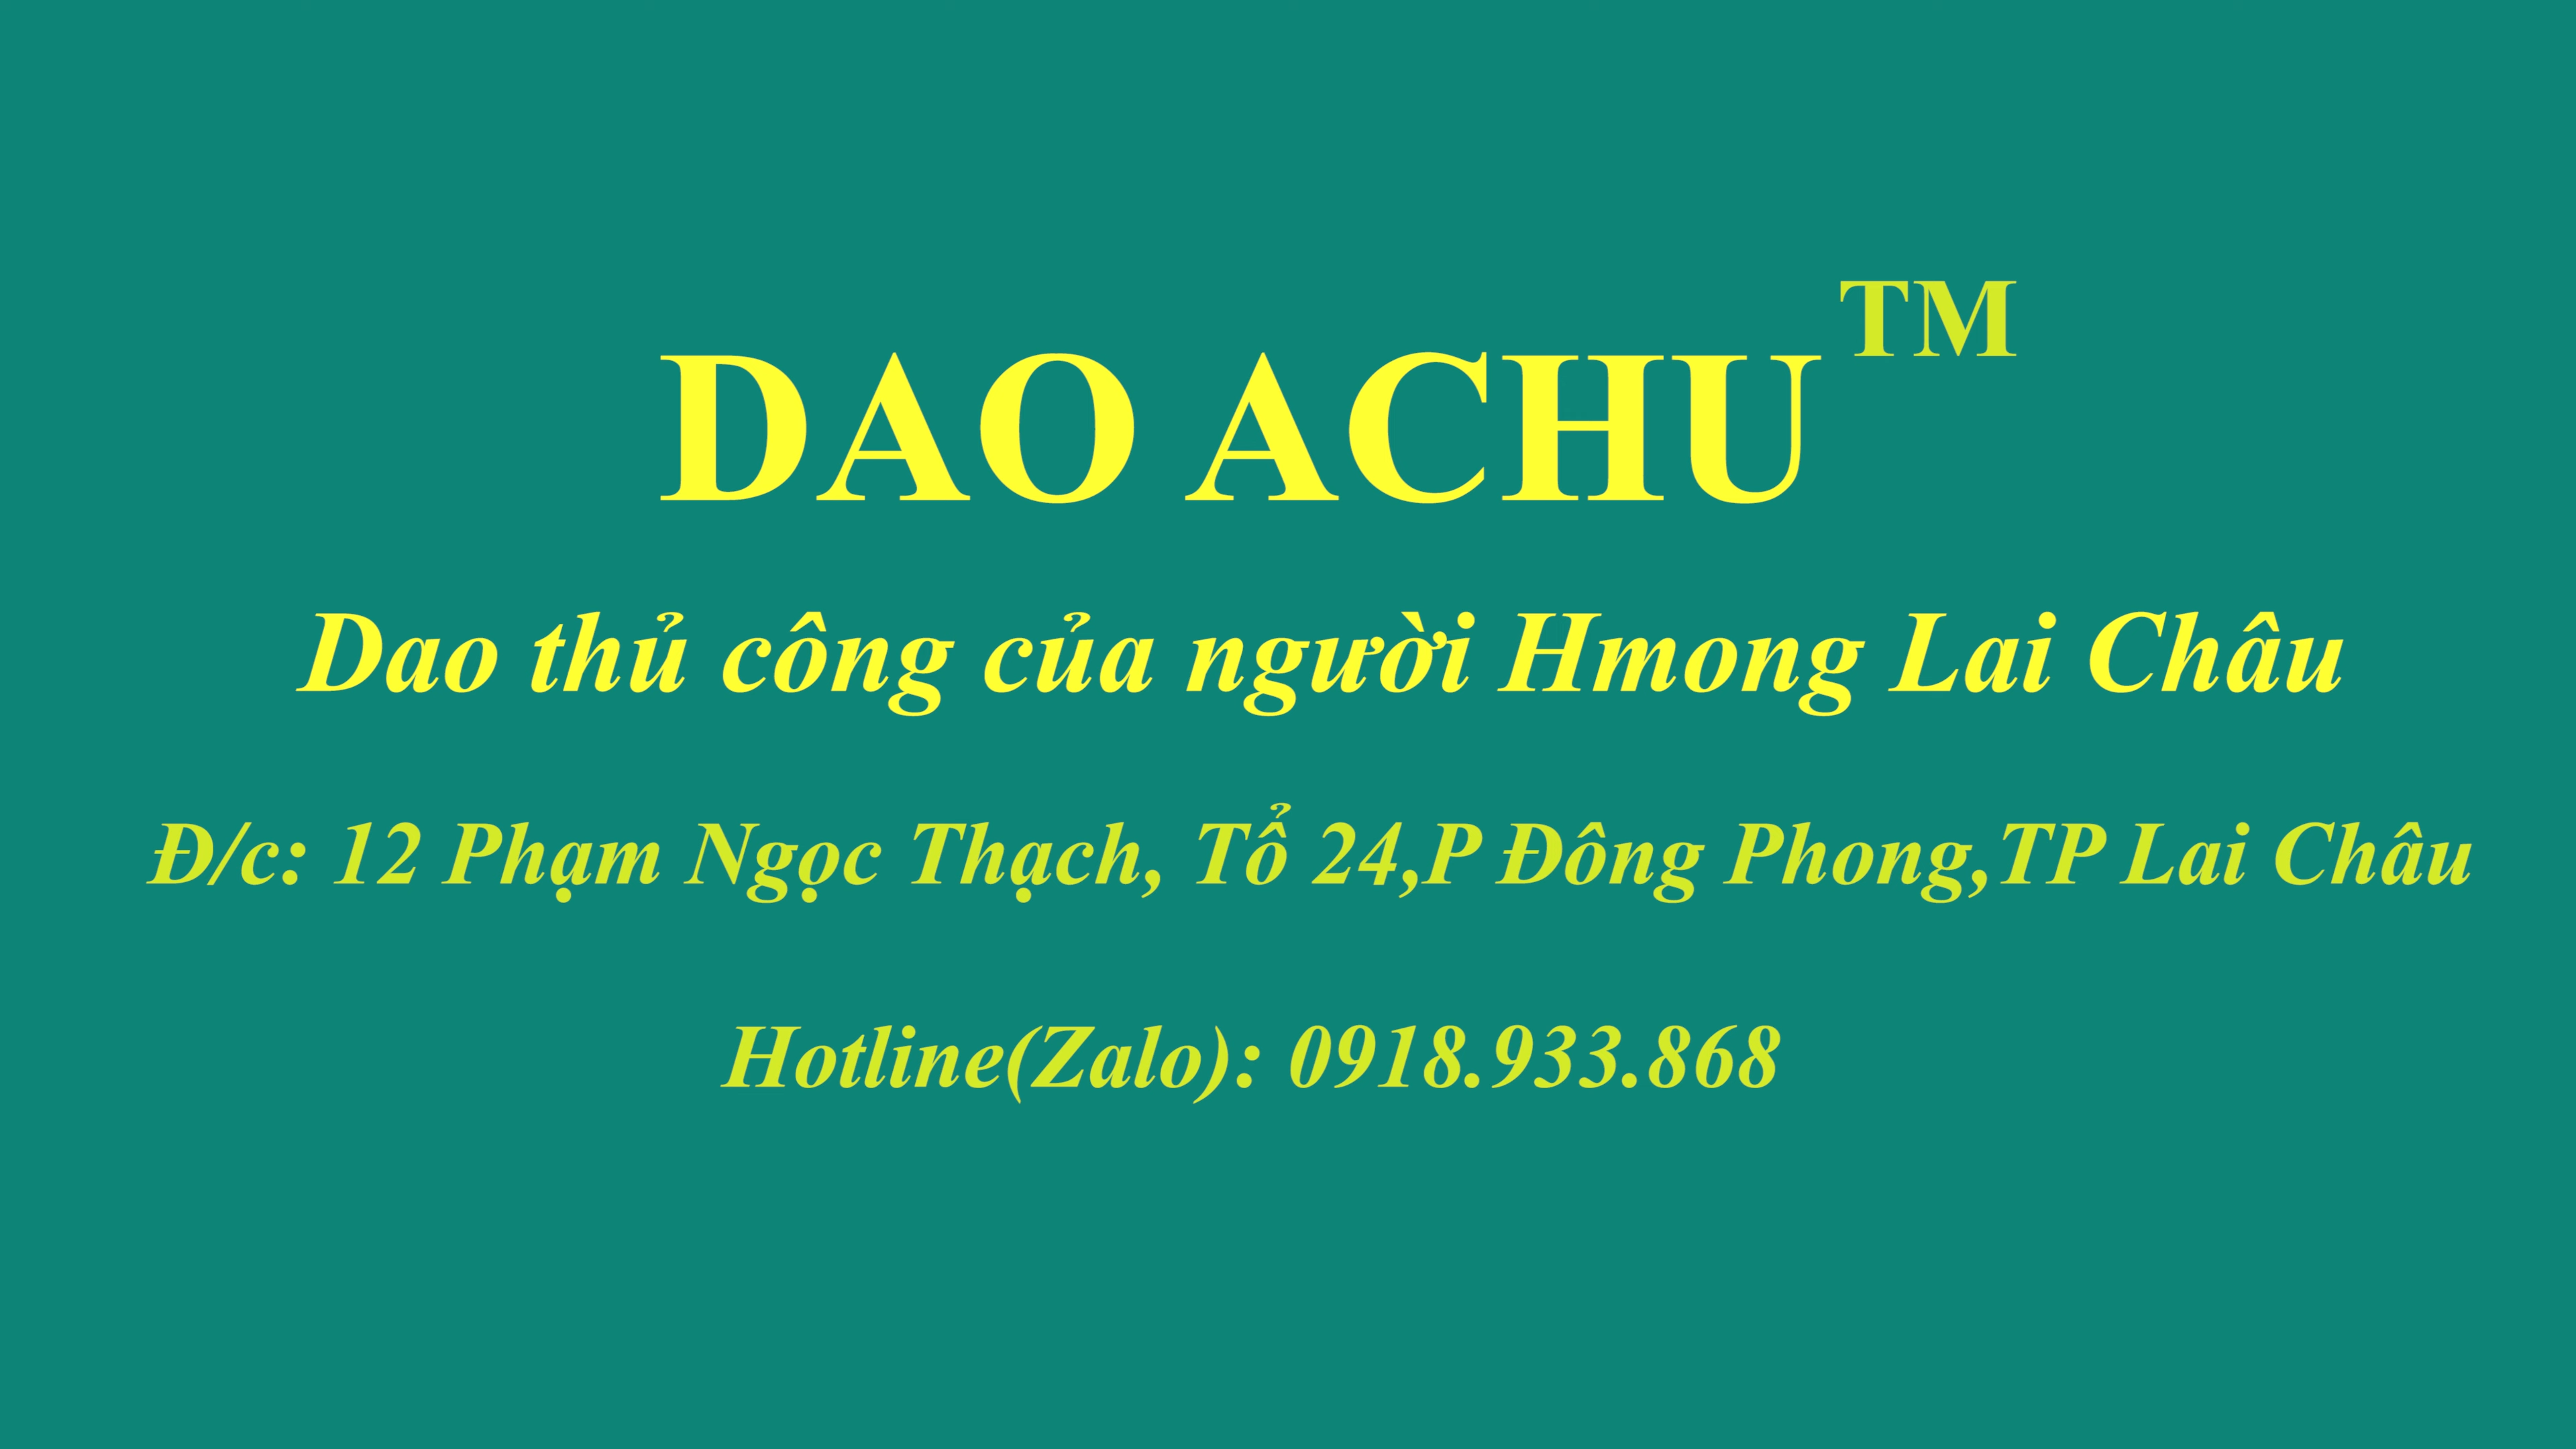 DAO ACHU™
Dao thủ công của người Hmong Lai Châu
Đ/c: 12 Phạm Ngọc Thạch, Tổ 24,P Đông Phong,TP Lai Châu
Hotline(Zalo): 0918.933.868